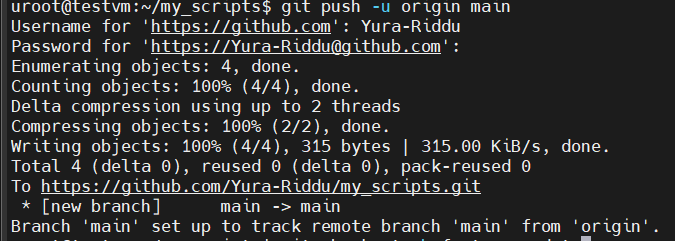 uroot@testvm:~/my_scripts$ git push -u origin main
Username for 'https://github.com': Yura-Riddu
Password for 'https://Yura-Riddu@github.com':
Enumerating objects: 4, done.
Counting objects: 100% (4/4), done.
Delta compression using up to 2 threads
Compressing objects: 100% (2/2), done.
Writing objects: 100% (4/4), 315 bytes | 315.00 KiB/s, done.
Total 4 (delta 0), reused 0 (delta 0), pack-reused 0
To https://github.com/Yura-Riddu/my_scripts.git
 * [new branch]      main -> main
Branch 'main' set up to track remote branch 'main' from 'origin'.